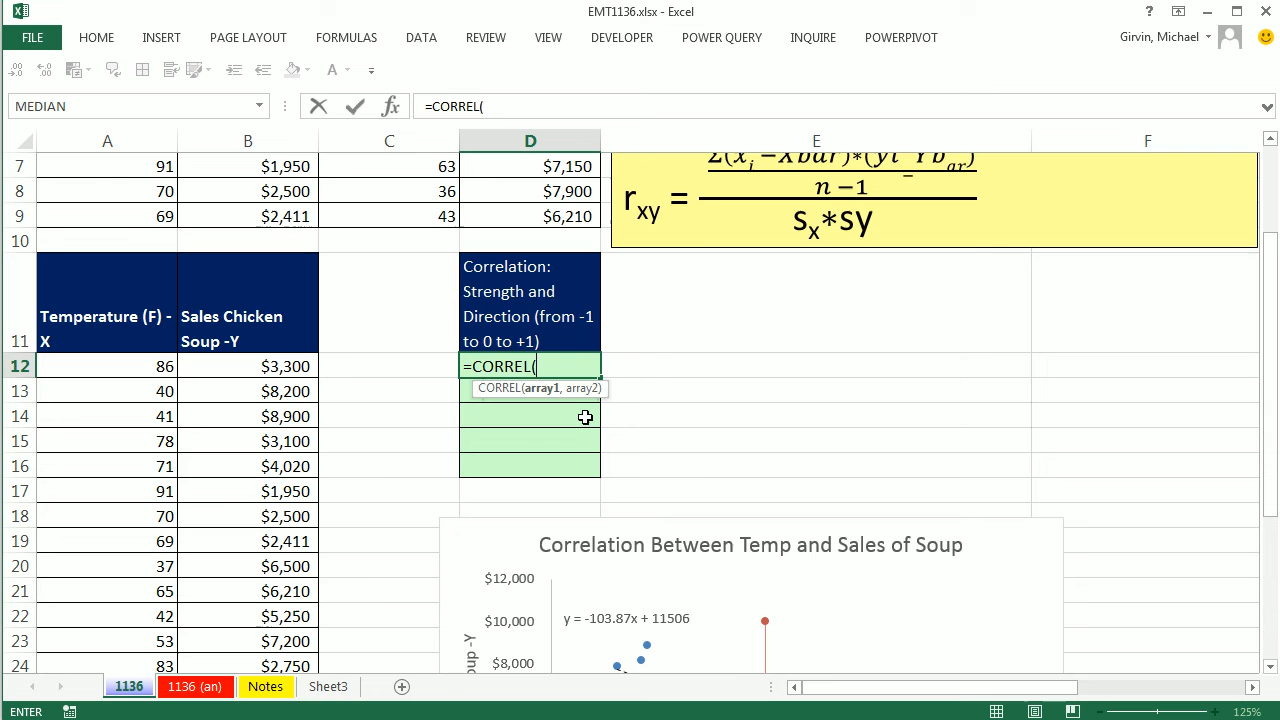 EMT1136.xlsx - Excel
FILE HOME INSERT PAGE LAYOUT FORMULAS DATA REVIEW VIEW DEVELOPER POWER QUERY INQUIRE POWERPIVOT Girvin, Michael
MEDIAN =CORREL(
A B C D E F
7 91 $1,950 63 $7,150
8 70 $2,500 36 $7,900
9 69 $2,411 43 $6,210
10
Σ(xi −Xbar)*(yi _Ybar)
n −1
rxy =
sx*sy
11 Temperature (F) -
X
Sales Chicken
Soup -Y
Correlation:
Strength and
Direction (from -1
to 0 to +1)
12 86 $3,300 =CORREL(
CORREL(array1, array2)
13 40 $8,200
14 41 $8,900
15 78 $3,100
16 71 $4,020
17 91 $1,950
18 70 $2,500
19 69 $2,411
20 37 $6,500
21 65 $6,210
22 42 $5,250
23 53 $7,200
24 83 $2,750
Correlation Between Temp and Sales of Soup
$12,000
y = -103.87x + 11506
$10,000
$8,000
oup -Y
1136 1136 (an) Notes Sheet3
ENTER 125%